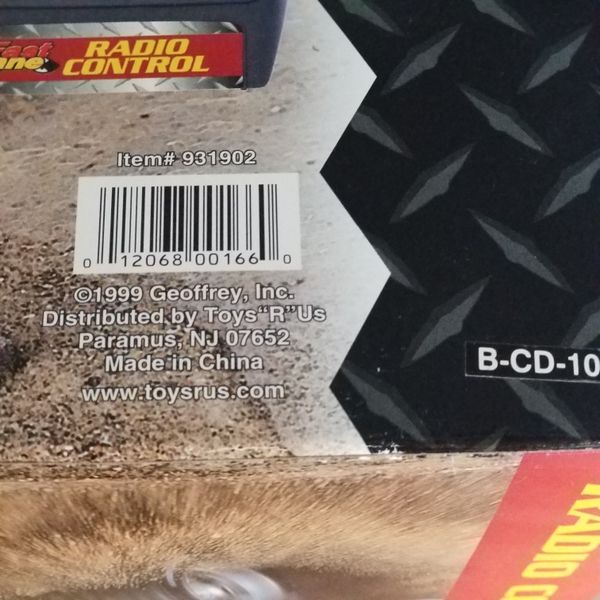 Fast
Lane
RADIO
CONTROL
Item# 931902
0 12068 00166 0
©1999 Geoffrey, Inc.
Distributed by Toys"R"Us
Paramus, NJ 07652
Made in China
www.toysrus.com
B-CD-10
RADIO